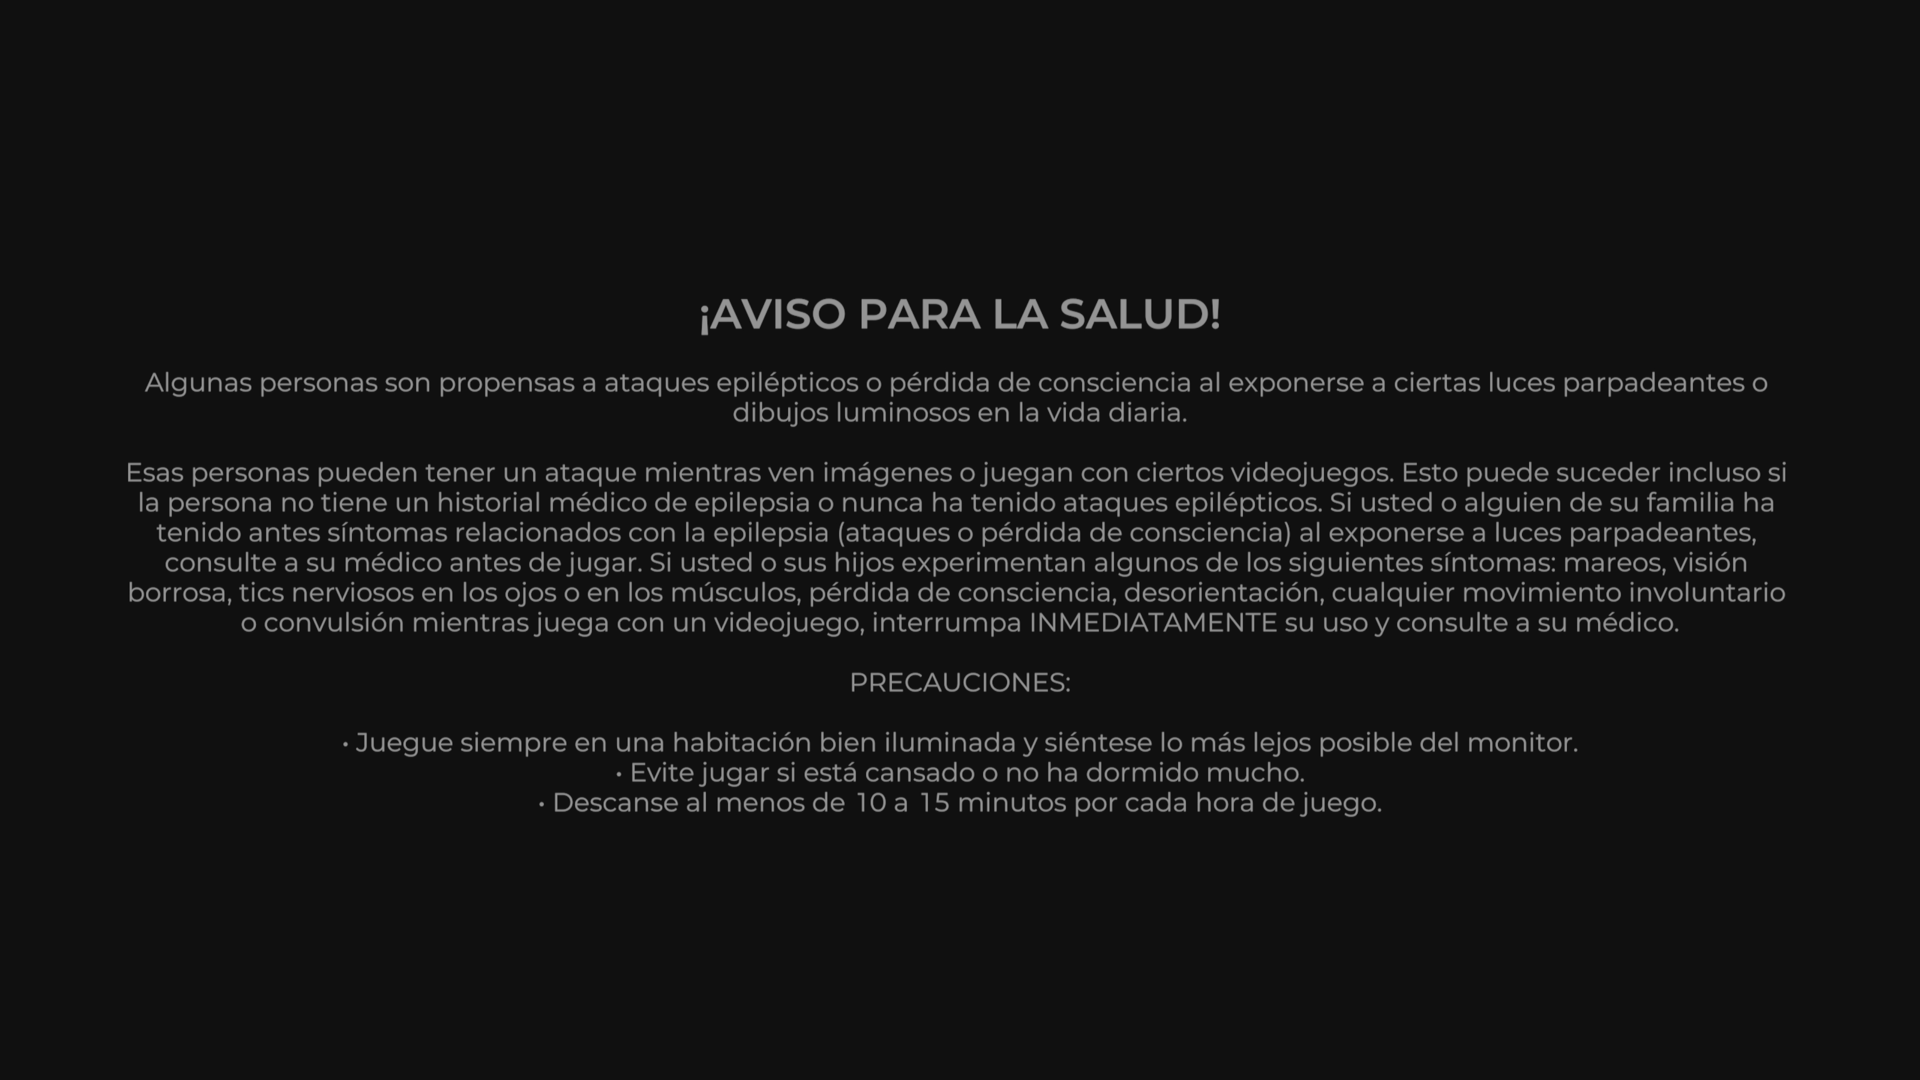 ¡AVISO PARA LA SALUD!
Algunas personas son propensas a ataques epilépticos o pérdida de consciencia al exponerse a ciertas luces parpadeantes o
dibujos luminosos en la vida diaria.
Esas personas pueden tener un ataque mientras ven imágenes o juegan con ciertos videojuegos. Esto puede suceder incluso si
la persona no tiene un historial médico de epilepsia o nunca ha tenido ataques epilépticos. Si usted o alguien de su familia ha
tenido antes síntomas relacionados con la epilepsia (ataques o pérdida de consciencia) al exponerse a luces parpadeantes,
consulte a su médico antes de jugar. Si usted o sus hijos experimentan algunos de los siguientes síntomas: mareos, visión
borrosa, tics nerviosos en los ojos o en los músculos, pérdida de consciencia, desorientación, cualquier movimiento involuntario
o convulsión mientras juega con un videojuego, interrumpa INMEDIATAMENTE su uso y consulte a su médico.
PRECAUCIONES:
• Juegue siempre en una habitación bien iluminada y siéntese lo más lejos posible del monitor.
• Evite jugar si está cansado o no ha dormido mucho.
• Descanse al menos de 10 a 15 minutos por cada hora de juego.